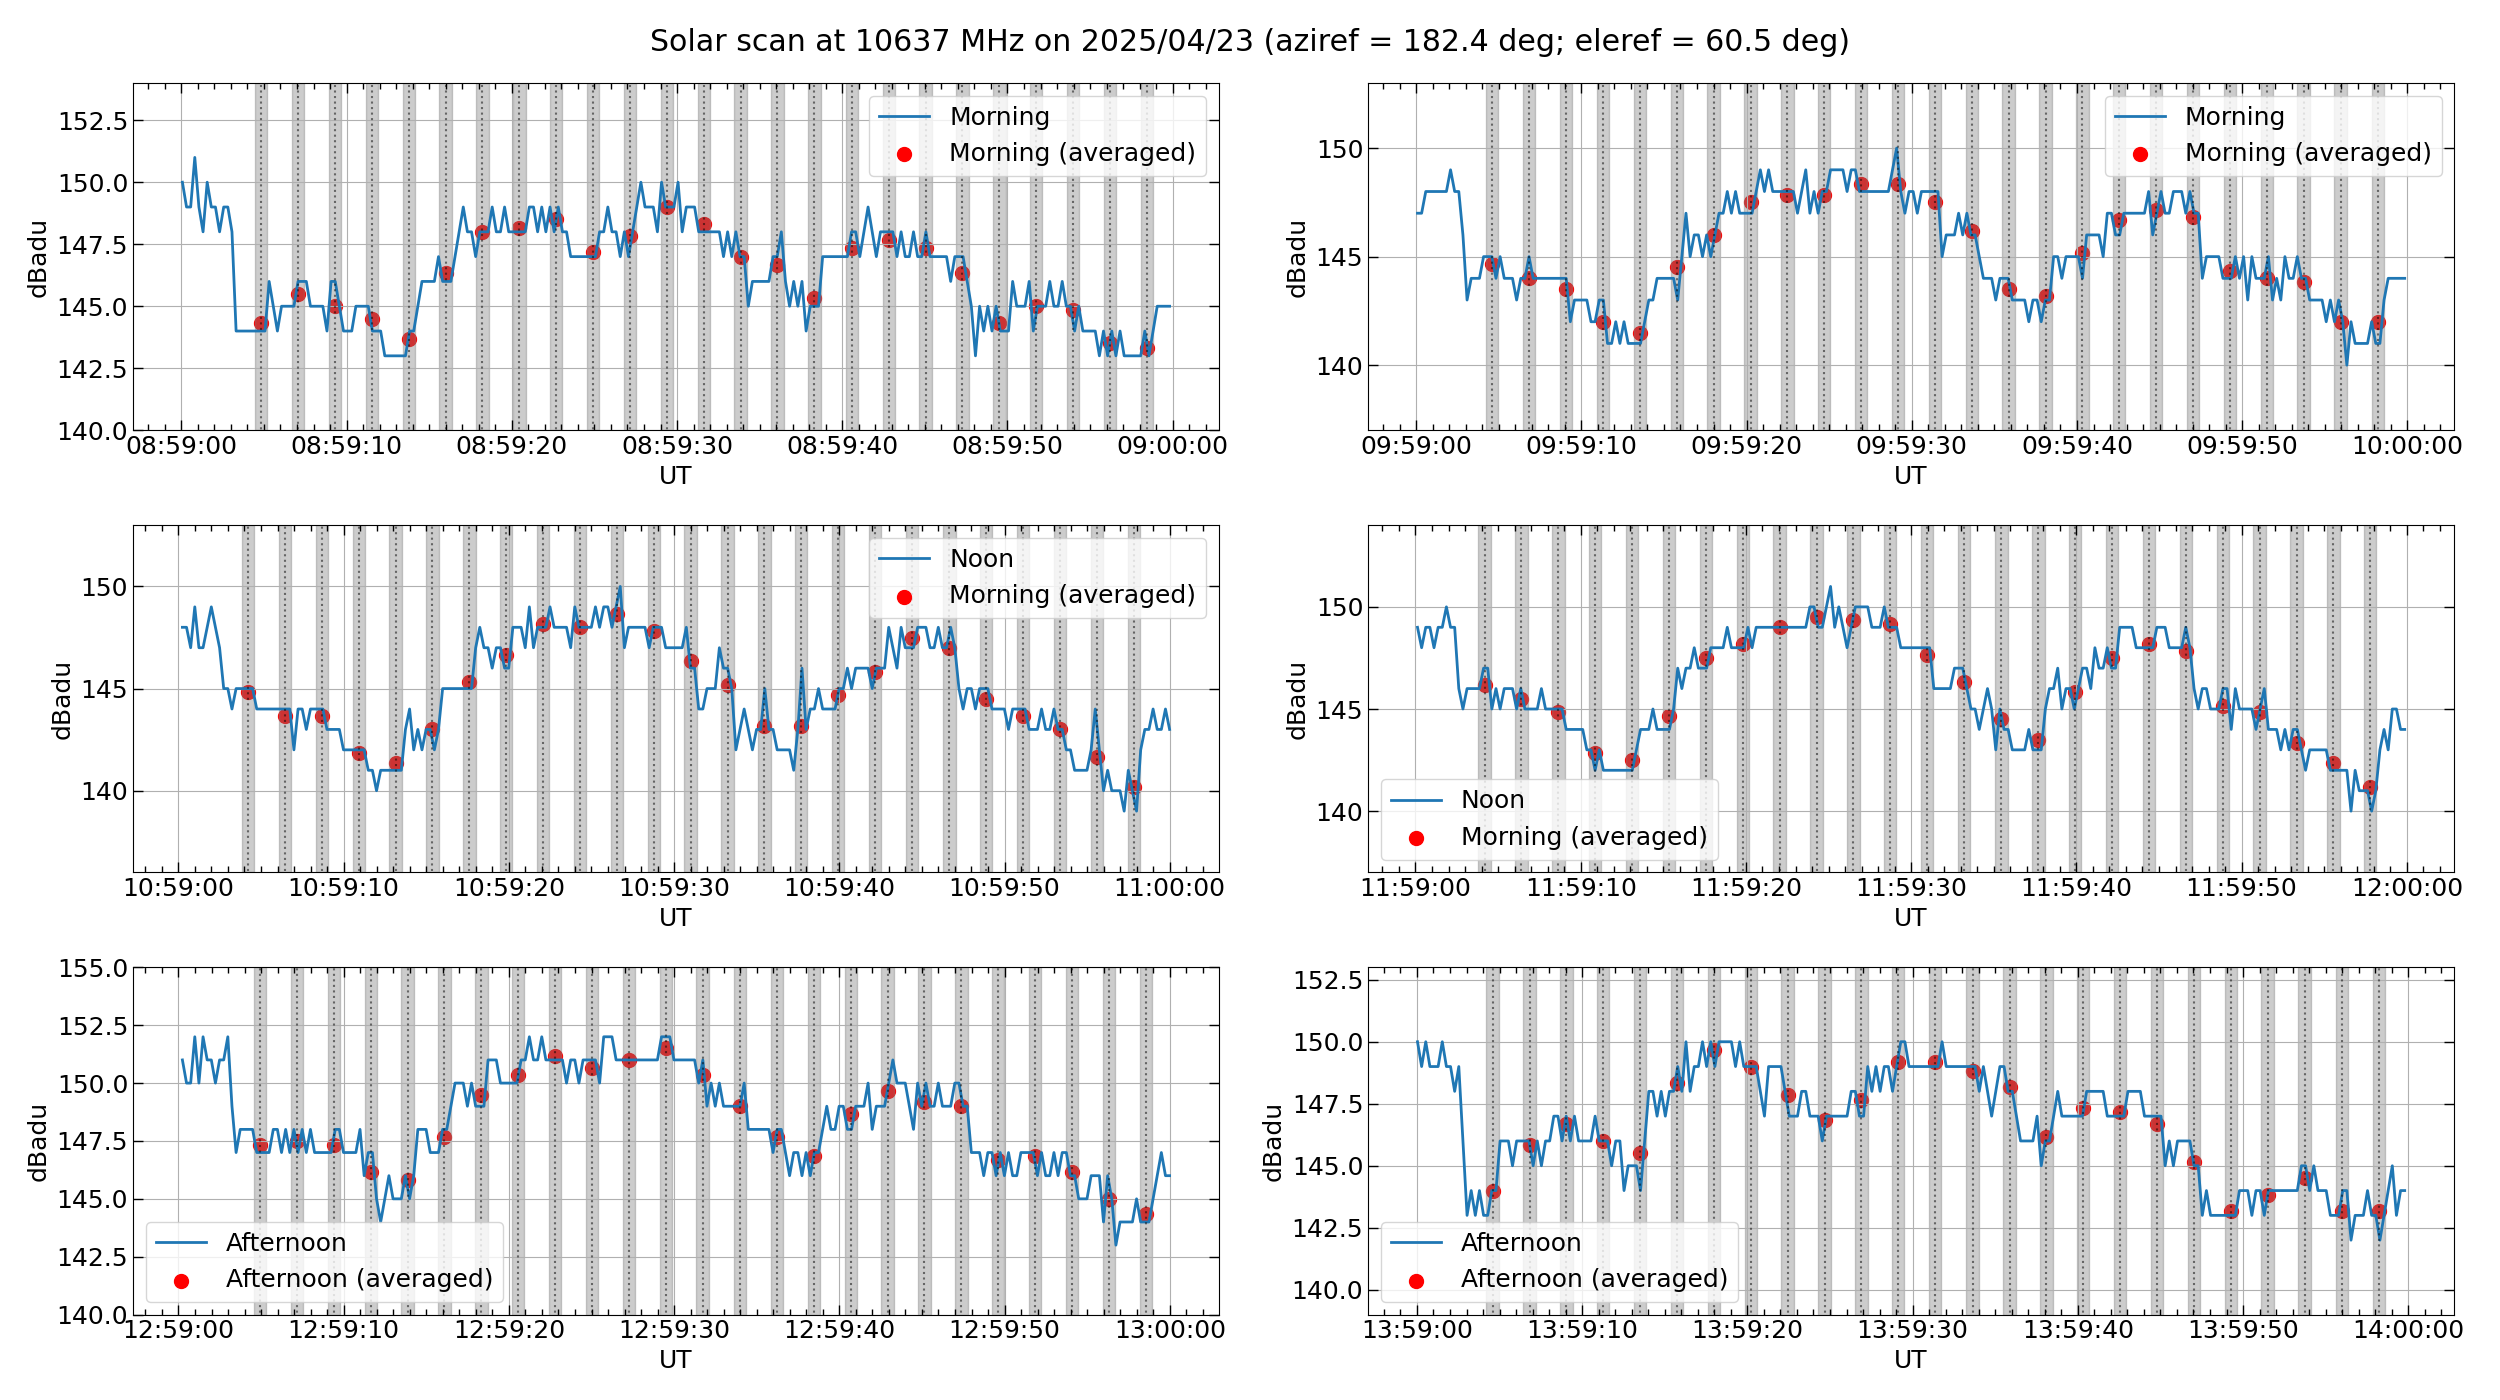 Solar scan at 10637 MHz on 2025/04/23 (aziref = 182.4 deg; eleref = 60.5 deg)
152.5
150.0
147.5
145.0
142.5
140.0
dBadu
Morning
Morning (averaged)
08:59:00 08:59:10 08:59:20 08:59:30 08:59:40 08:59:50 09:00:00
UT
150
145
140
dBadu
Morning
Morning (averaged)
09:59:00 09:59:10 09:59:20 09:59:30 09:59:40 09:59:50 10:00:00
UT
150
145
140
dBadu
Noon
Morning (averaged)
10:59:00 10:59:10 10:59:20 10:59:30 10:59:40 10:59:50 11:00:00
UT
150
145
140
dBadu
Noon
Morning (averaged)
11:59:00 11:59:10 11:59:20 11:59:30 11:59:40 11:59:50 12:00:00
UT
155.0
152.5
150.0
147.5
145.0
142.5
140.0
dBadu
Afternoon
Afternoon (averaged)
12:59:00 12:59:10 12:59:20 12:59:30 12:59:40 12:59:50 13:00:00
UT
152.5
150.0
147.5
145.0
142.5
140.0
dBadu
Afternoon
Afternoon (averaged)
13:59:00 13:59:10 13:59:20 13:59:30 13:59:40 13:59:50 14:00:00
UT